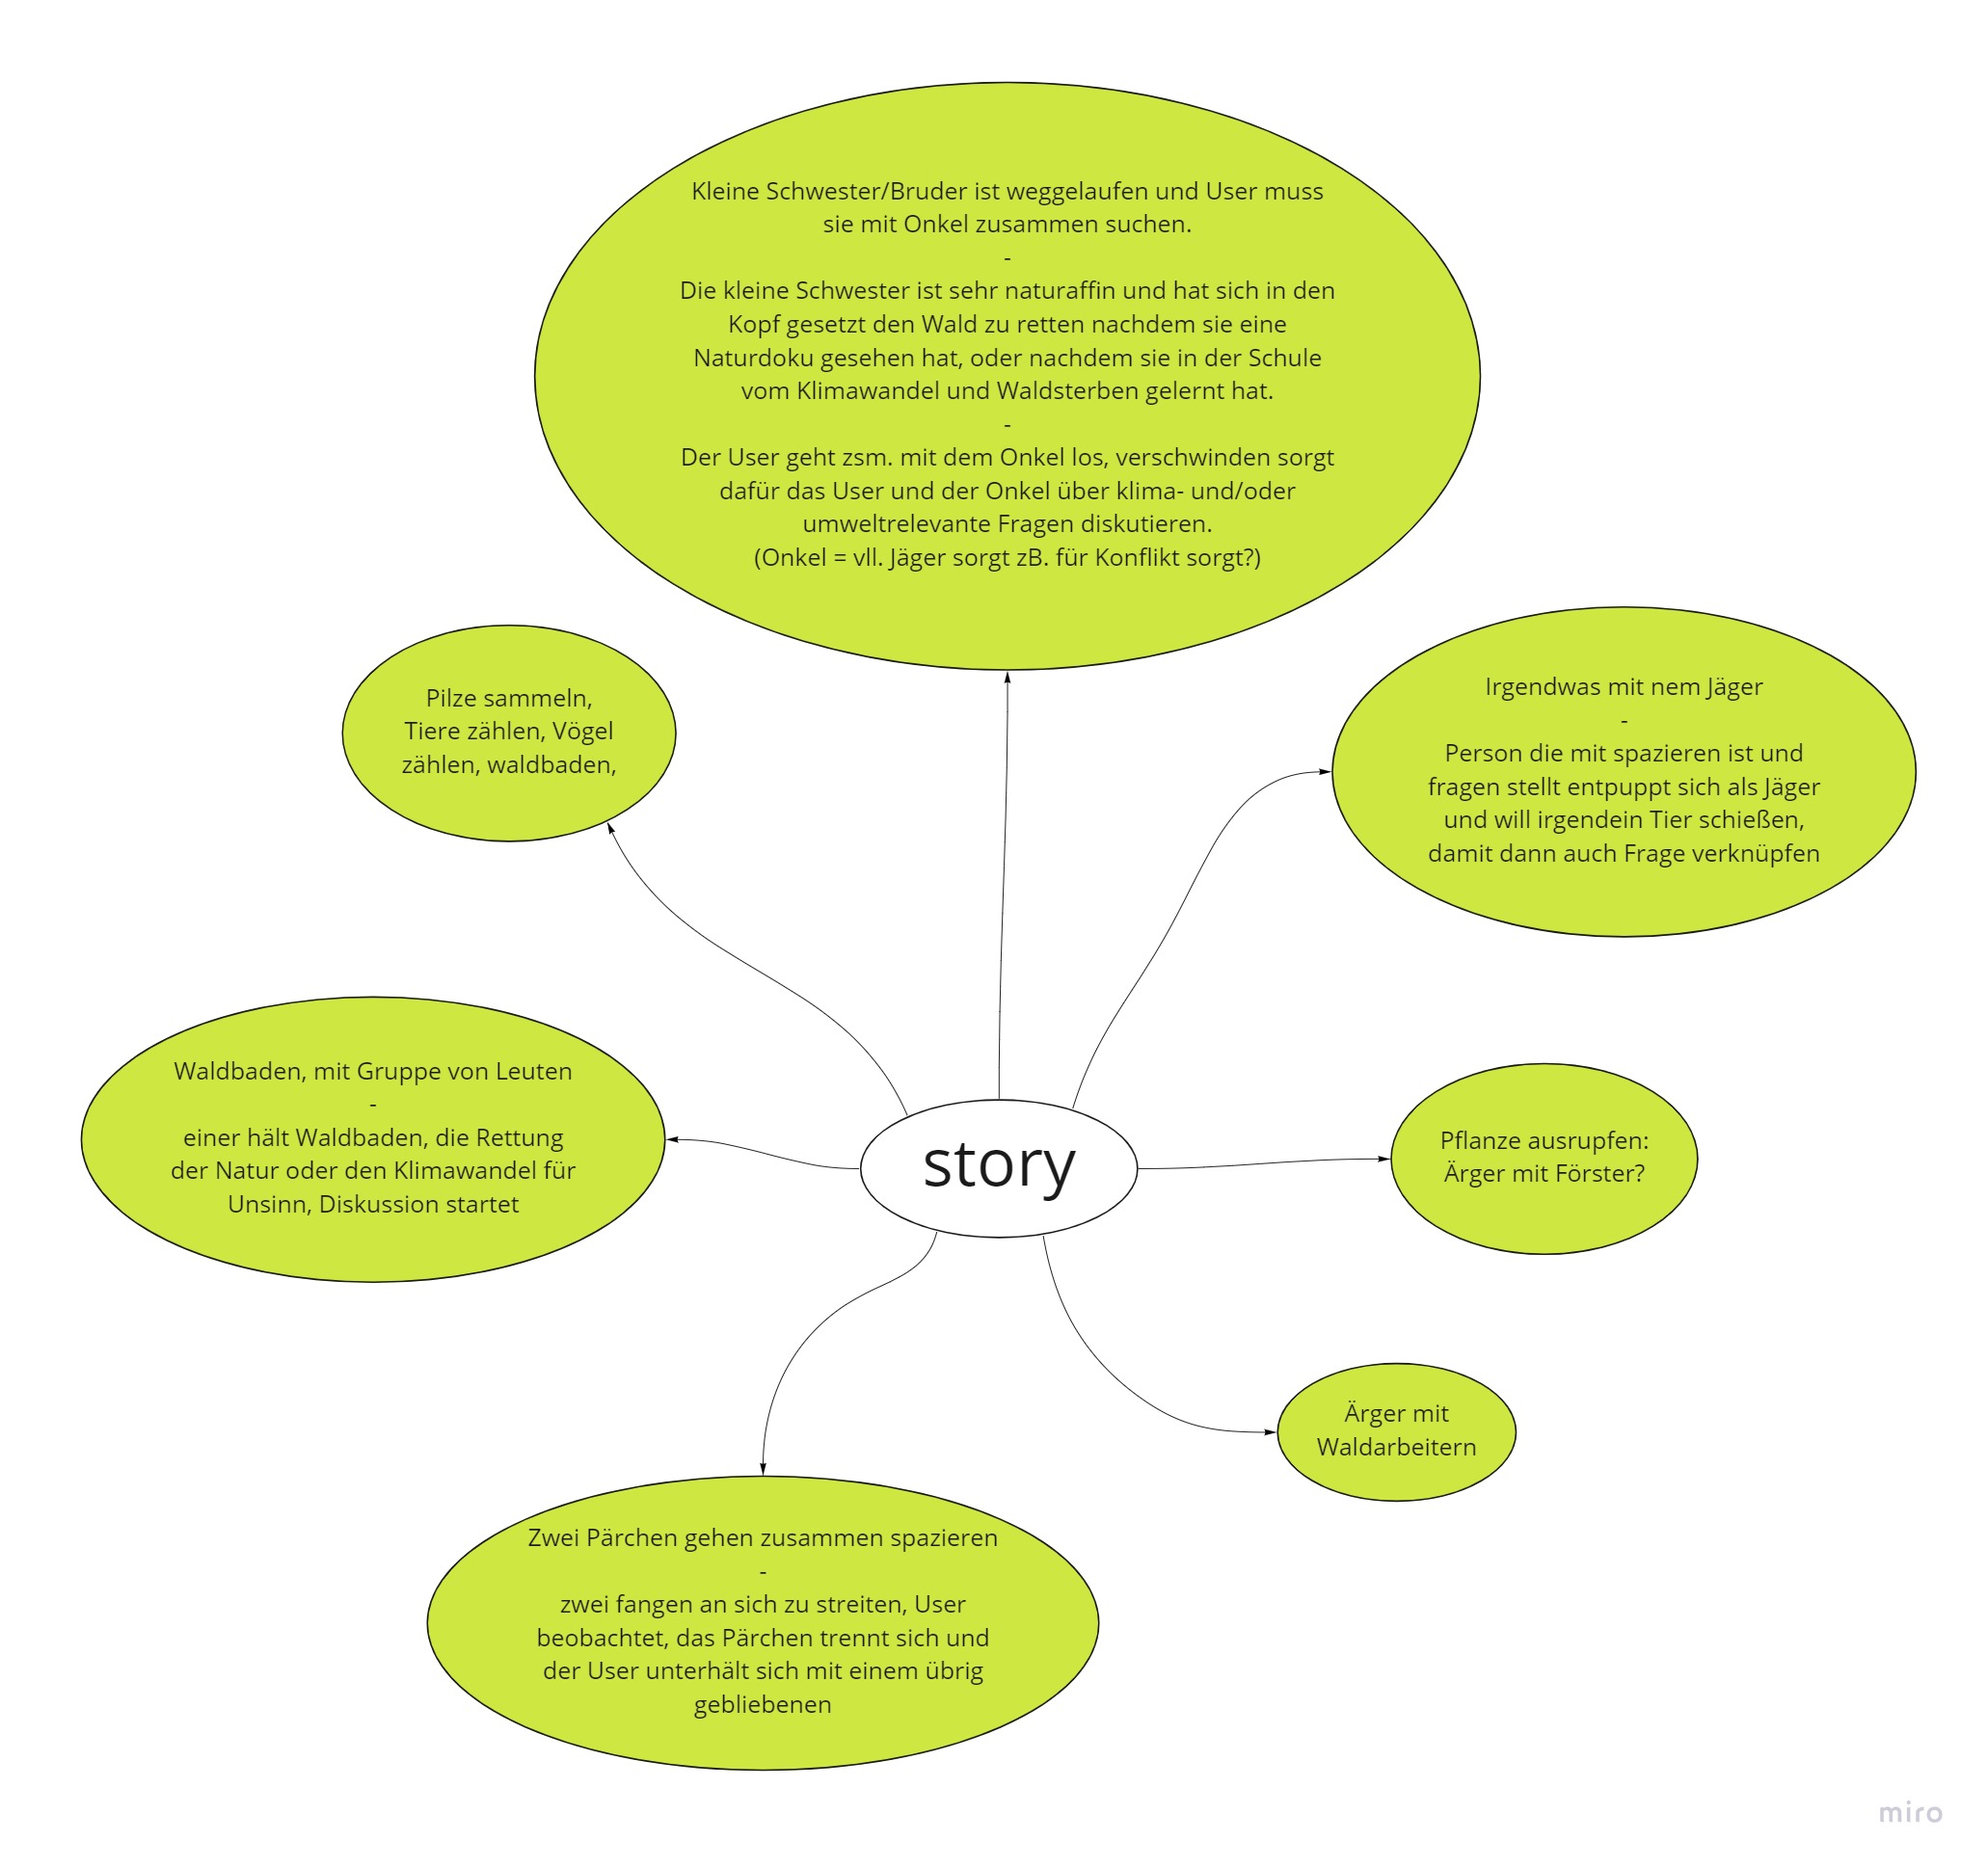 Kleine Schwester/Bruder ist weggelaufen und User muss
sie mit Onkel zusammen suchen.
-
Die kleine Schwester ist sehr naturaffin und hat sich in den
Kopf gesetzt den Wald zu retten nachdem sie eine
Naturdoku gesehen hat, oder nachdem sie in der Schule
vom Klimawandel und Waldsterben gelernt hat.
-
Der User geht zsm. mit dem Onkel los, verschwinden sorgt
dafür das User und der Onkel über klima- und/oder
umweltrelevante Fragen diskutieren.
(Onkel = vll. Jäger sorgt zB. für Konflikt sorgt?)
Pilze sammeln,
Tiere zählen, Vögel
zählen, waldbaden,
Irgendwas mit nem Jäger
-
Person die mit spazieren ist und
fragen stellt entpuppt sich als Jäger
und will irgendein Tier schießen,
damit dann auch Frage verknüpfen
Waldbaden, mit Gruppe von Leuten
-
einer hält Waldbaden, die Rettung
der Natur oder den Klimawandel für
Unsinn, Diskussion startet
story
Pflanze ausrupfen:
Ärger mit Förster?
Ärger mit
Waldarbeitern
Zwei Pärchen gehen zusammen spazieren
-
zwei fangen an sich zu streiten, User
beobachtet, das Pärchen trennt sich und
der User unterhält sich mit einem übrig
gebliebenen
miro